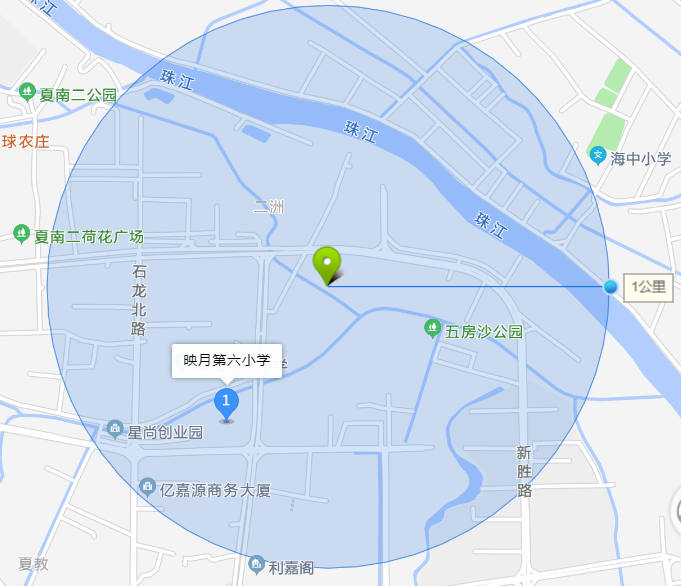 江
珠江
夏南二公园
珠江
球农庄
海中小学
二洲
珠江
夏南二荷花广场
石龙北路
1公里
五房沙公园
映月第六小学
学
1
星尚创业园
新胜路
亿嘉源商务大厦
夏教
利嘉阁